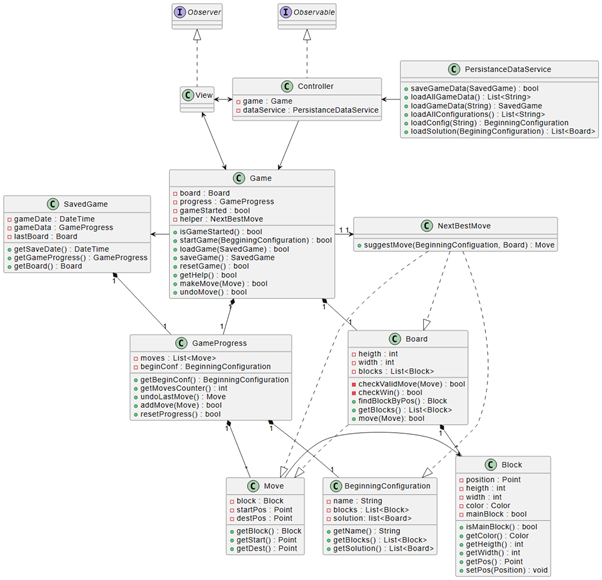 I Observer
I Observable
C View
C Controller
game : Game
dataService : PersistanceDataService
C PersistanceDataService
saveGameData(SavedGame) : bool
loadAllGameData() : List<String>
loadGameData(String) : SavedGame
loadAllConfigurations() : List<String>
loadConfig(String) : BeginningConfiguration
loadSolution(BeginingConfiguration) : List<Board>
C Game
board : Board
progress : GameProgress
gameStarted : bool
helper : NextBestMove
isGameStarted() : bool
startGame(BegginingConfiguration) : bool
loadGame(SavedGame) : bool
saveGame() : SavedGame
resetGame() : bool
getHelp() : bool
makeMove(Move) : bool
undoMove() : bool
C SavedGame
gameDate : DateTime
gameData : GameProgress
lastBoard : Board
getSaveDate() : DateTime
getGameProgress() : GameProgress
getBoard() : Board
1 1
C NextBestMove
suggestMove(BeginningConfiguation, Board) : Move
1
1
1
1
1
1
C GameProgress
moves : List<Move>
beginConf : BeginningConfiguration
getBeginConf() : BeginningConfiguration
getMovesCounter() : int
undoLastMove() : Move
addMove(Move) : bool
resetProgress() : bool
C Board
heigth : int
width : int
blocks : List<Block>
checkValidMove(Move) : bool
checkWin() : bool
findBlockByPos() : Block
getBlocks() : List<Block>
move(Move): bool
1
1
1
*
1
*
C Move
block : Block
startPos : Point
destPos : Point
getBlock() : Block
getStart() : Point
getDest() : Point
C BeginningConfiguration
name : String
blocks : List<Block>
solution: list<Board>
getName() : String
getBlocks() : List<Block>
getSolution() : List<Board>
C Block
position : Point
heigth : int
width : int
color : Color
mainBlock : bool
isMainBlock() : bool
getColor() : Color
getHeigth() : int
getWidth() : int
getPos() : Point
setPos(Position) : void